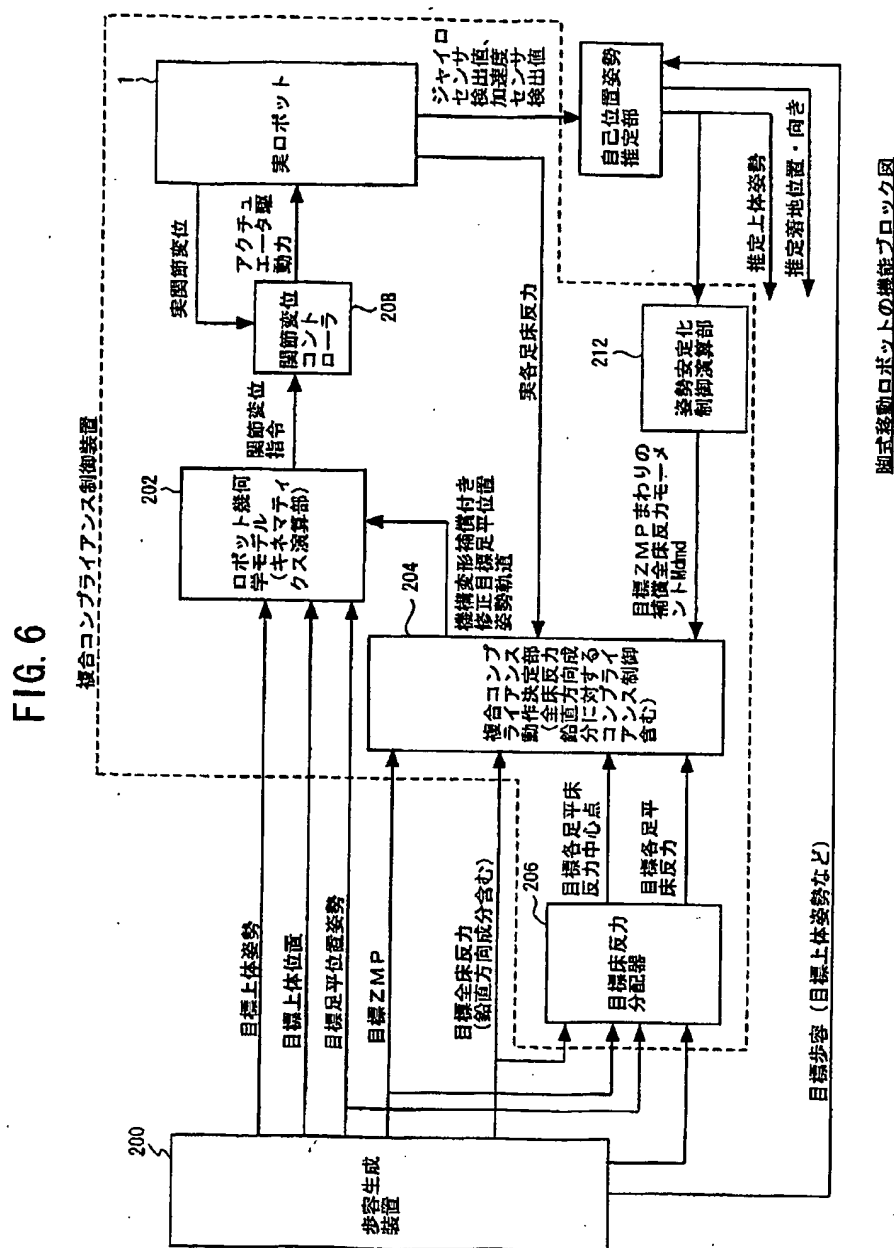 FIG. 6
複合コンプライアンス制御装置
200
歩容生成
装置
目標上体姿勢
目標上体位置
目標足平位置姿勢
目標ZMP
目標全床反力
(鉛直方向成分含む)
206
目標床反力
分配器
目標各足平床
反力中心点
目標各足平
床反力
202
ロボット幾何
学モデル
(キネマティ
クス演算部)
204
複合コンプ
ライアンス
動作決定部
(全床反力
鉛直方向成
分に対する
コンプライ
アンス制御
含む)
機構変形補償付き
修正目標足平位置
姿勢軌道
関節変位
指令
関節変位
コント
ローラ
208
実関節変位
アクチュ
エータ駆
動力
1
実ロボット
ジャイロ
センサ
検出値、
加速度
センサ
検出値
実各足床反力
自己位置姿勢
推定部
推定上体姿勢
推定着地位置・向き
212
姿勢安定化
制御演算部
目標ZMPまわりの
補償全床反力モーメ
ントMdmd
目標歩容(目標上体姿勢など)
脚式移動ロボットの機能ブロック図